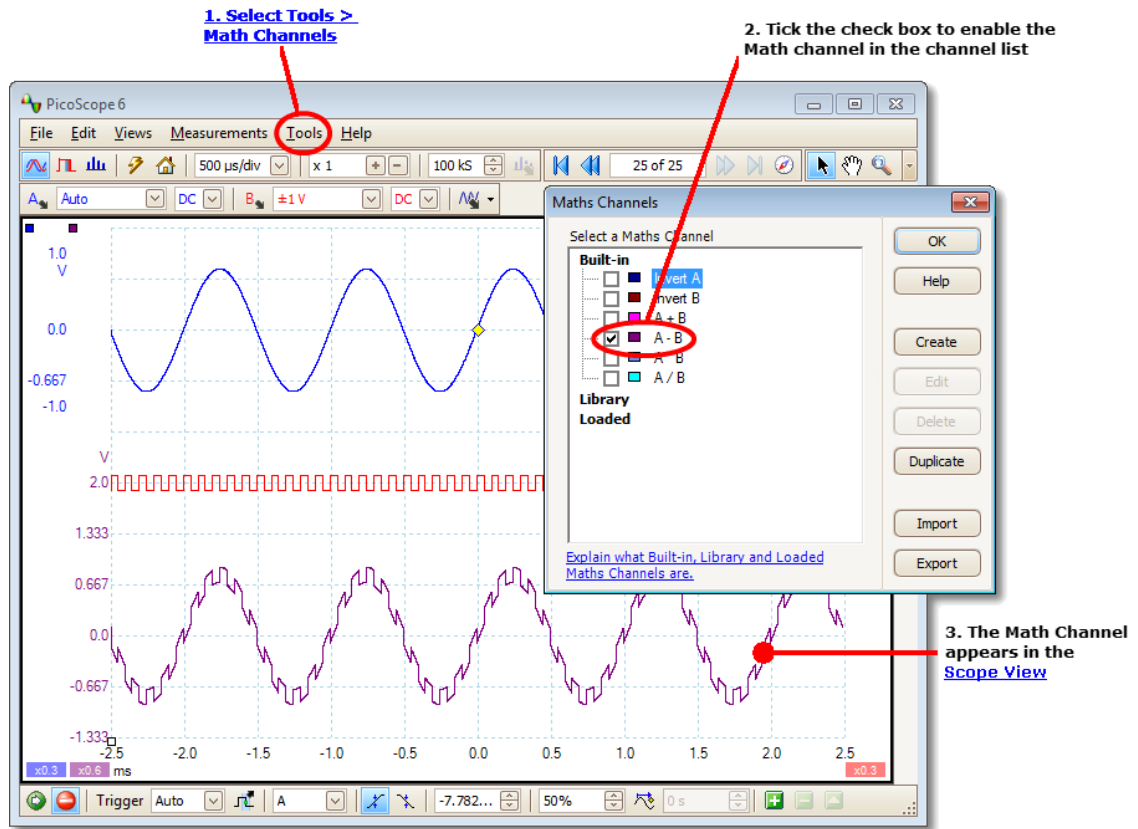 1. Select Tools >
Math Channels
2. Tick the check box to enable the
Math channel in the channel list
PicoScope 6
File Edit Views Measurements Tools Help
500 µs/div x 1 + - 100 kS 25 of 25
A Auto DC B ±1 V DC
1.0
V
0.0
-0.667
-1.0
V
2.0
1.333
0.667
0.0
-0.667
-1.333
-2.5 -2.0 -1.5 -1.0 -0.5 0.0 0.5 1.0 1.5 2.0 2.5
x0.3 x0.6 ms x0.3
Trigger Auto A -7.782... 50% 0 s
Maths Channels
Select a Maths Channel
Built-in
Invert A
Invert B
A + B
A - B
A B
A / B
Library
Loaded
Explain what Built-in, Library and Loaded
Maths Channels are.
OK
Help
Create
Edit
Delete
Duplicate
Import
Export
3. The Math Channel
appears in the
Scope View